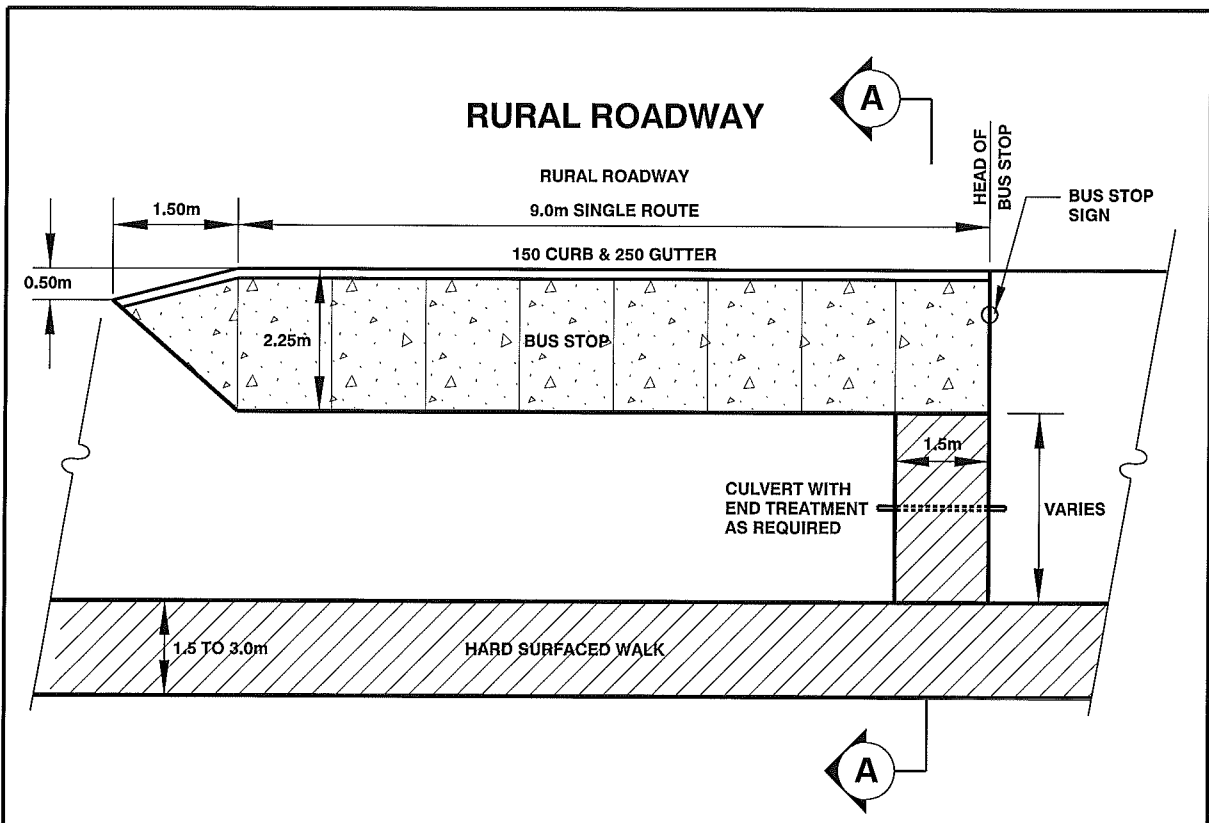 A
RURAL ROADWAY
RURAL ROADWAY
HEAD OF
BUS STOP
1.50m
9.0m SINGLE ROUTE
BUS STOP
SIGN
150 CURB & 250 GUTTER
0.50m
2.25m
BUS STOP
1.5m
CULVERT WITH
END TREATMENT
AS REQUIRED
VARIES
1.5 TO 3.0m
HARD SURFACED WALK
A